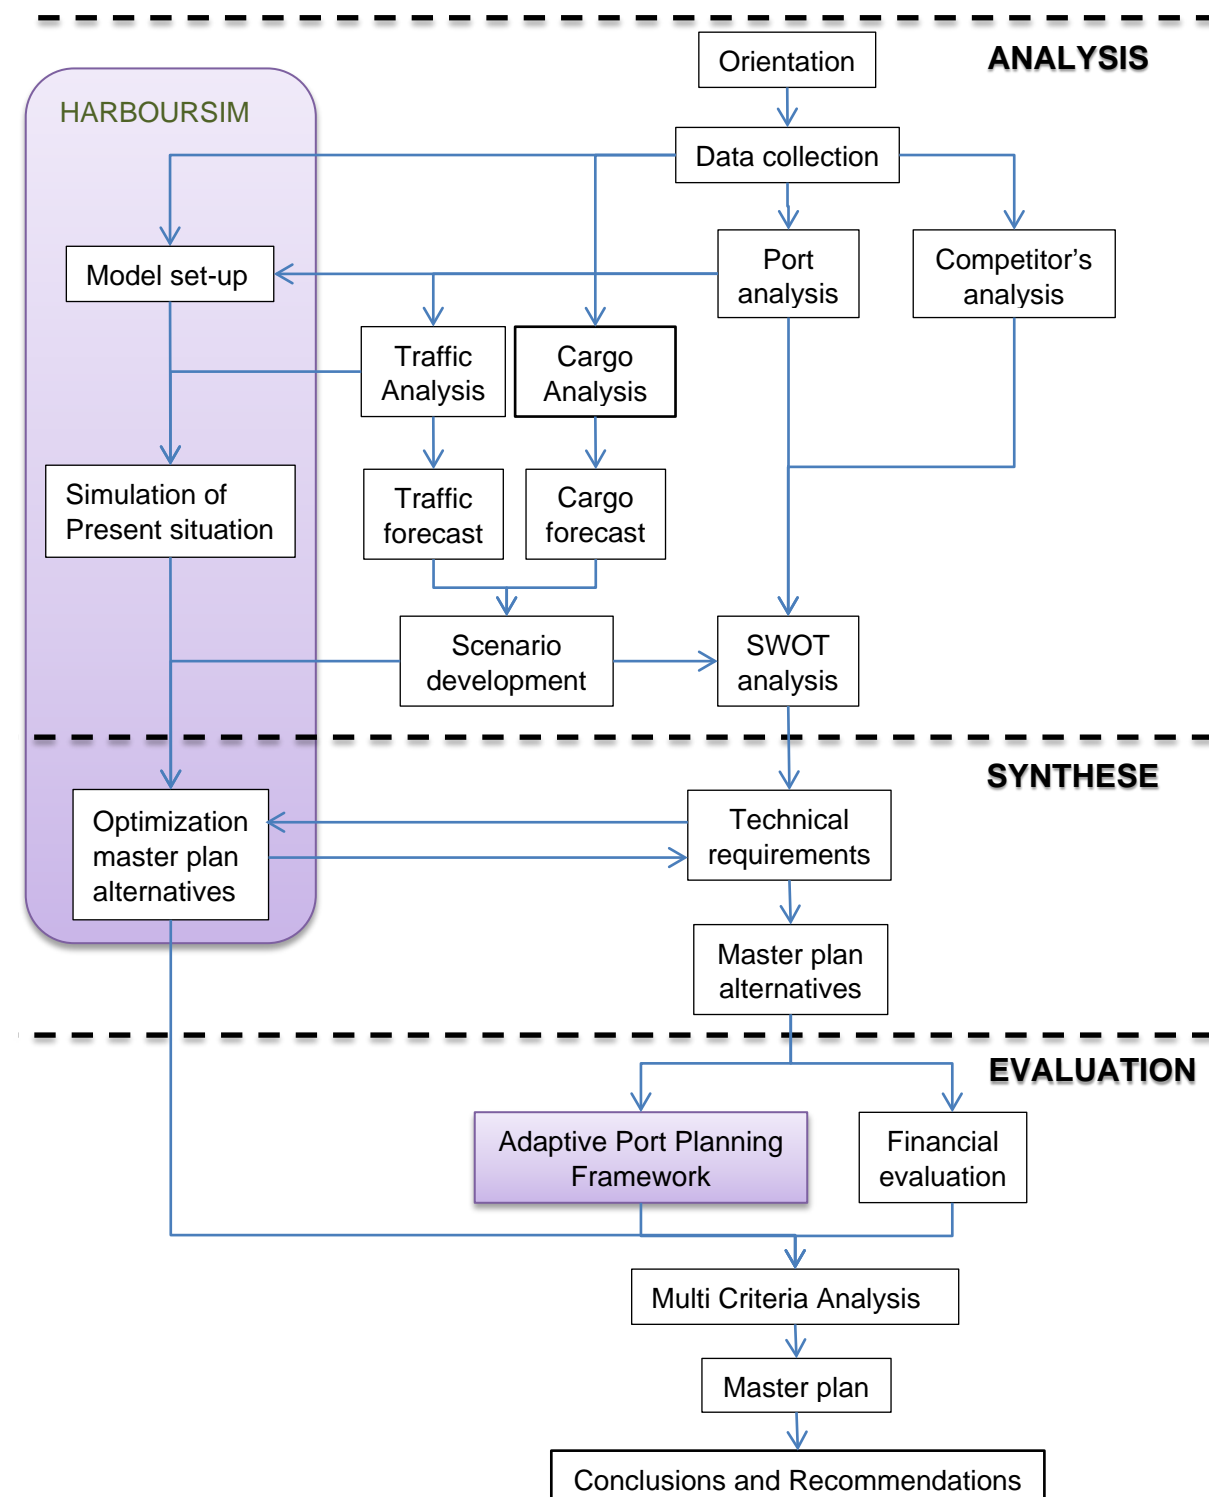 Orientation
ANALYSIS
HARBOURSIM
Data collection
Model set-up
Port
analysis
Competitor's
analysis
Traffic
Analysis
Cargo
Analysis
Simulation of
Present situation
Traffic
forecast
Cargo
forecast
Scenario
development
SWOT
analysis
SYNTHESE
Optimization
master plan
alternatives
Technical
requirements
Master plan
alternatives
EVALUATION
Adaptive Port Planning
Framework
Financial
evaluation
Multi Criteria Analysis
Master plan
Conclusions and Recommendations